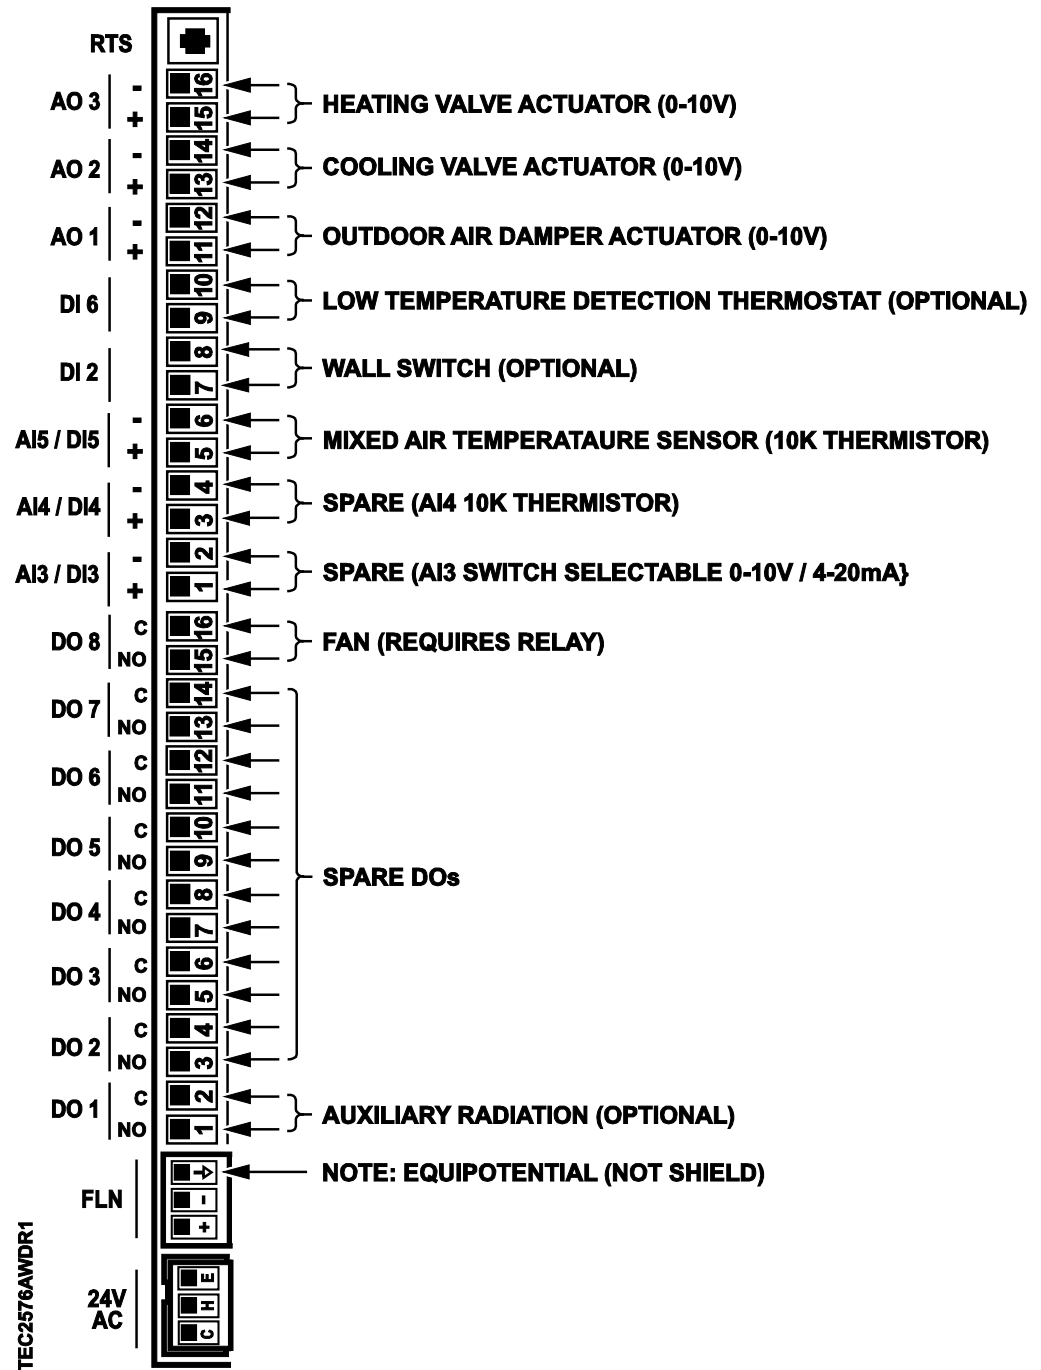 RTS
AO 3 - 16 HEATING VALVE ACTUATOR (0-10V)
+ 15
AO 2 - 14 COOLING VALVE ACTUATOR (0-10V)
+ 13
AO 1 - 12 OUTDOOR AIR DAMPER ACTUATOR (0-10V)
+ 11
DI 6 10 LOW TEMPERATURE DETECTION THERMOSTAT (OPTIONAL)
9
DI 2 8 WALL SWITCH (OPTIONAL)
7
AI5 / DI5 - 6 MIXED AIR TEMPERATAURE SENSOR (10K THERMISTOR)
+ 5
AI4 / DI4 - 4 SPARE (AI4 10K THERMISTOR)
+ 3
AI3 / DI3 - 2 SPARE (AI3 SWITCH SELECTABLE 0-10V / 4-20mA}
+ 1
DO 8 C 16 FAN (REQUIRES RELAY)
NO 15
DO 7 C 14
NO 13
DO 6 C 12
NO 11
DO 5 C 10
NO 9
SPARE DOs
DO 4 C 8
NO 7
DO 3 C 6
NO 5
DO 2 C 4
NO 3
DO 1 C 2 AUXILIARY RADIATION (OPTIONAL)
NO 1
NOTE: EQUIPOTENTIAL (NOT SHIELD)
FLN -
+
24V E
AC H
C
TEC2576AWDR1